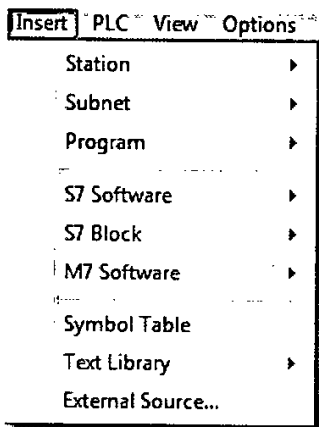 Insert PLC View Options
Station
Subnet
Program
S7 Software
S7 Block
M7 Software
Symbol Table
Text Library
External Source...